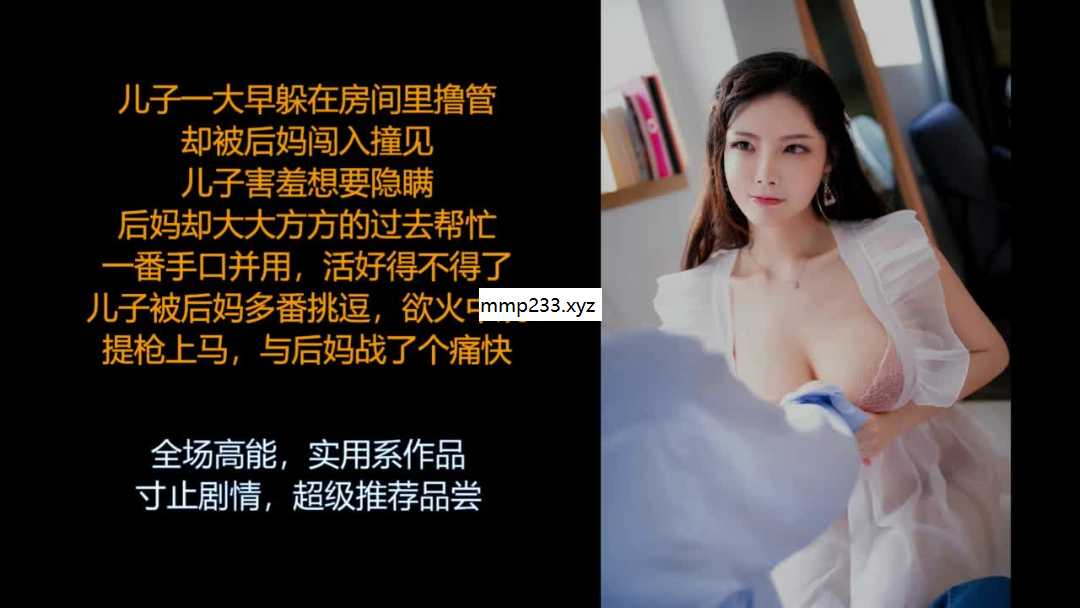 儿子一大早躲在房间里撸管
却被后妈闯入撞见
儿子害羞想要隐瞒
后妈却大大方方的过去帮忙
一番手口并用，活好得不得了
儿子被后妈多番挑逗，欲火
mmp233.xyz
提枪上马，与后妈战了个痛快
全场高能，实用系作品
寸止剧情，超级推荐品尝